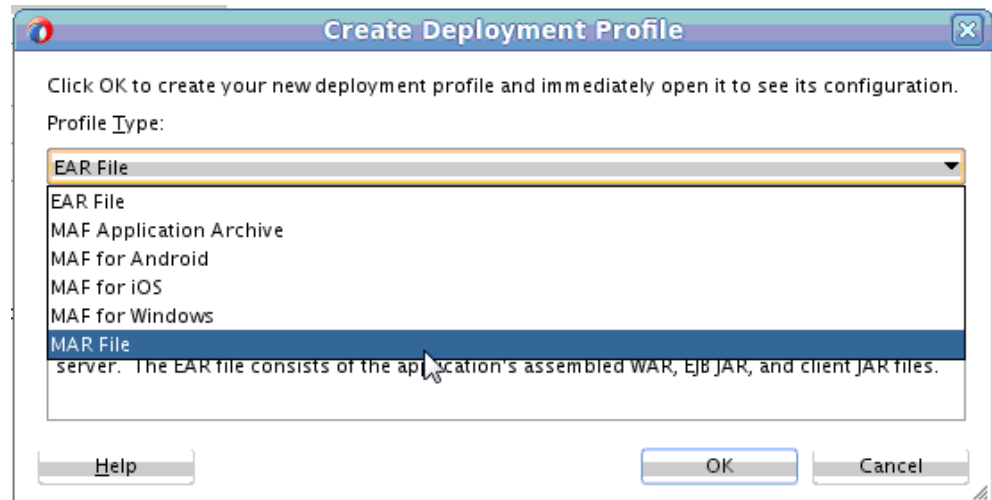 Create Deployment Profile
Click OK to create your new deployment profile and immediately open it to see its configuration.
Profile Type:
EAR File
EAR File
MAF Application Archive
MAF for Android
MAF for iOS
MAF for Windows
MAR File
server. The EAR file consists of the application's assembled WAR, EJB JAR, and client JAR files.
Help
OK
Cancel